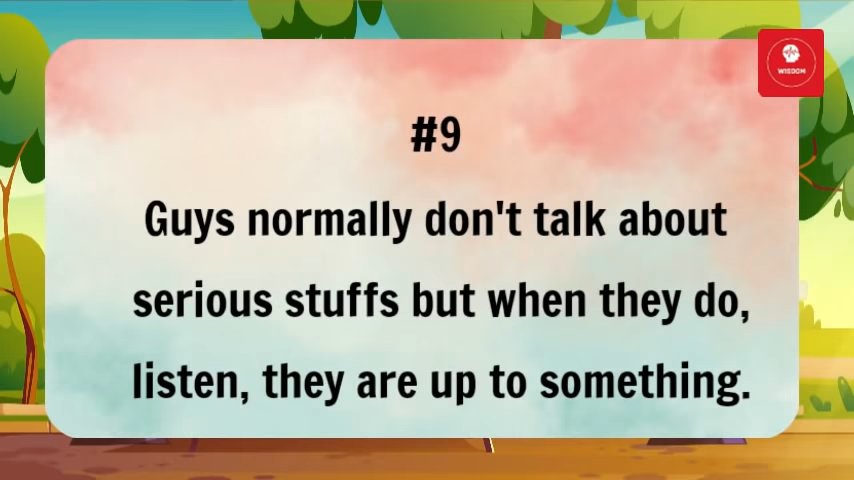 WISDOM
#9
Guys normally don't talk about
serious stuffs but when they do,
listen, they are up to something.